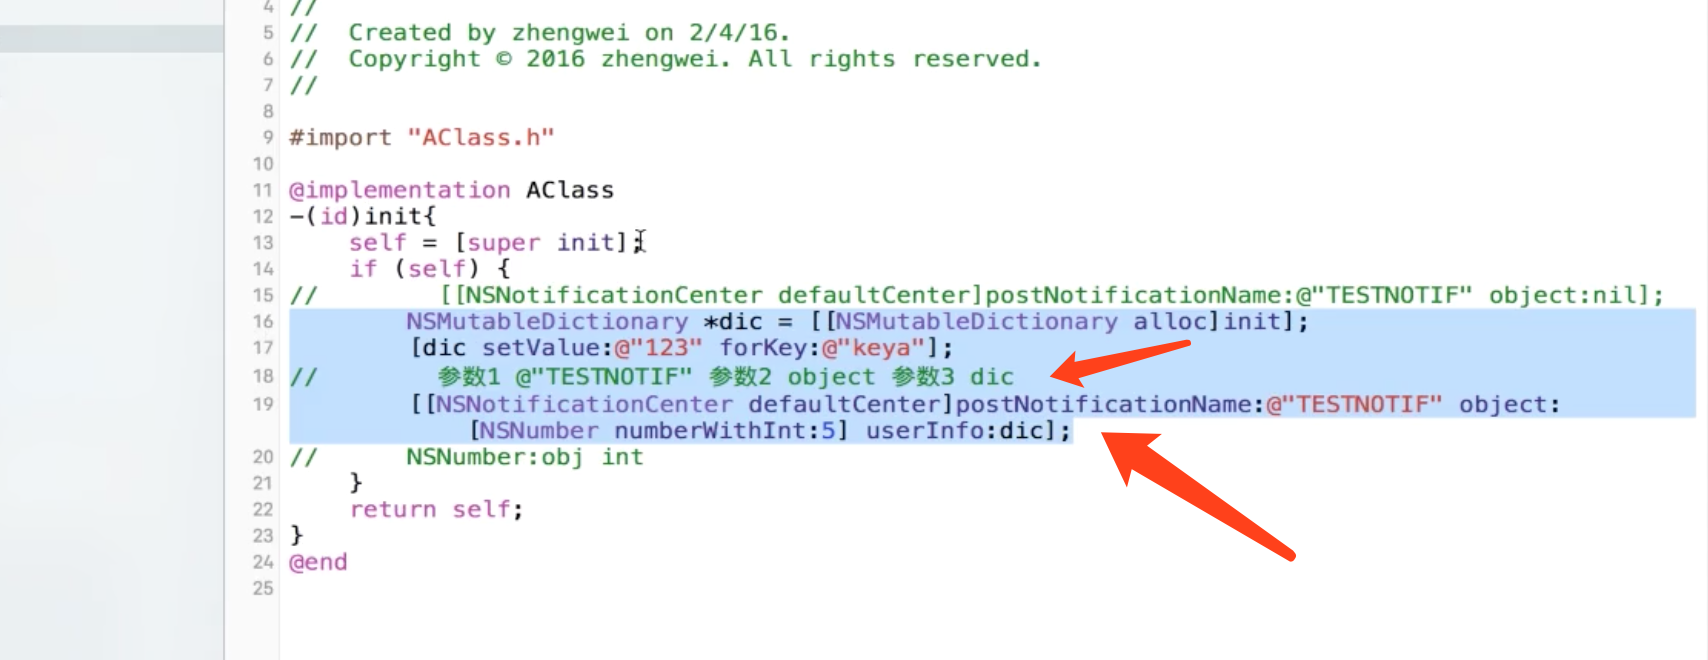 4 //
5 //  Created by zhengwei on 2/4/16.
6 //  Copyright © 2016 zhengwei. All rights reserved.
7 //
8
9 #import "AClass.h"
10
11 @implementation AClass
12 -(id)init{
13     self = [super init];
14     if (self) {
15 //        [[NSNotificationCenter defaultCenter]postNotificationName:@"TESTNOTIF" object:nil];
16         NSMutableDictionary *dic = [[NSMutableDictionary alloc]init];
17         [dic setValue:@"123" forKey:@"keya"];
18 //        参数1 @"TESTNOTIF" 参数2 object 参数3 dic
19         [[NSNotificationCenter defaultCenter]postNotificationName:@"TESTNOTIF" object:
            [NSNumber numberWithInt:5] userInfo:dic];
20 //      NSNumber:obj int
21     }
22     return self;
23 }
24 @end
25